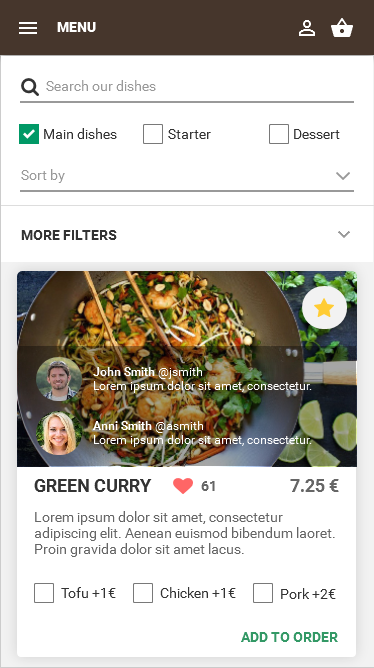 MENU
Search our dishes
Main dishes Starter Dessert
Sort by
MORE FILTERS
John Smith @jsmith
Lorem ipsum dolor sit amet, consectetur.
Anni Smith @asmith
Lorem ipsum dolor sit amet, consectetur.
GREEN CURRY 61 7.25 €
Lorem ipsum dolor sit amet, consectetur
adipiscing elit. Aenean euismod bibendum laoret.
Proin gravida dolor sit amet lacus.
Tofu +1€ Chicken +1€ Pork +2€
ADD TO ORDER